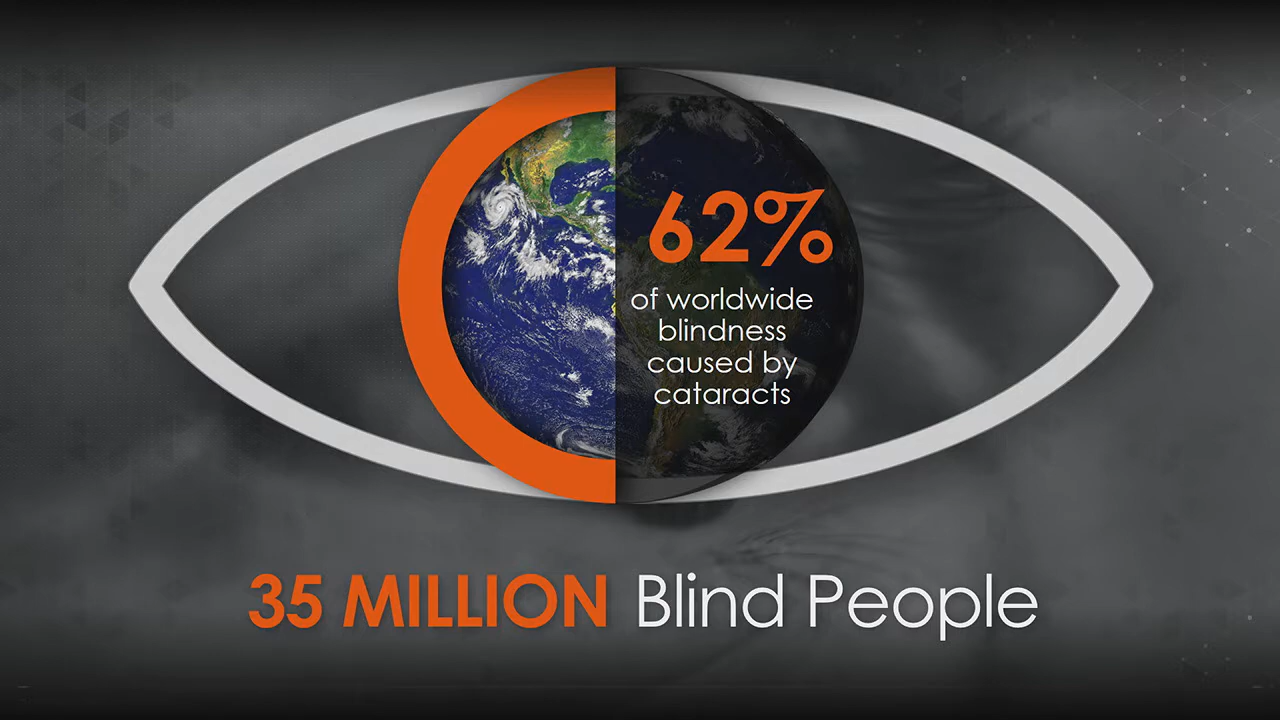 62%
of worldwide
blindness
caused by
cataracts
35 MILLION Blind People